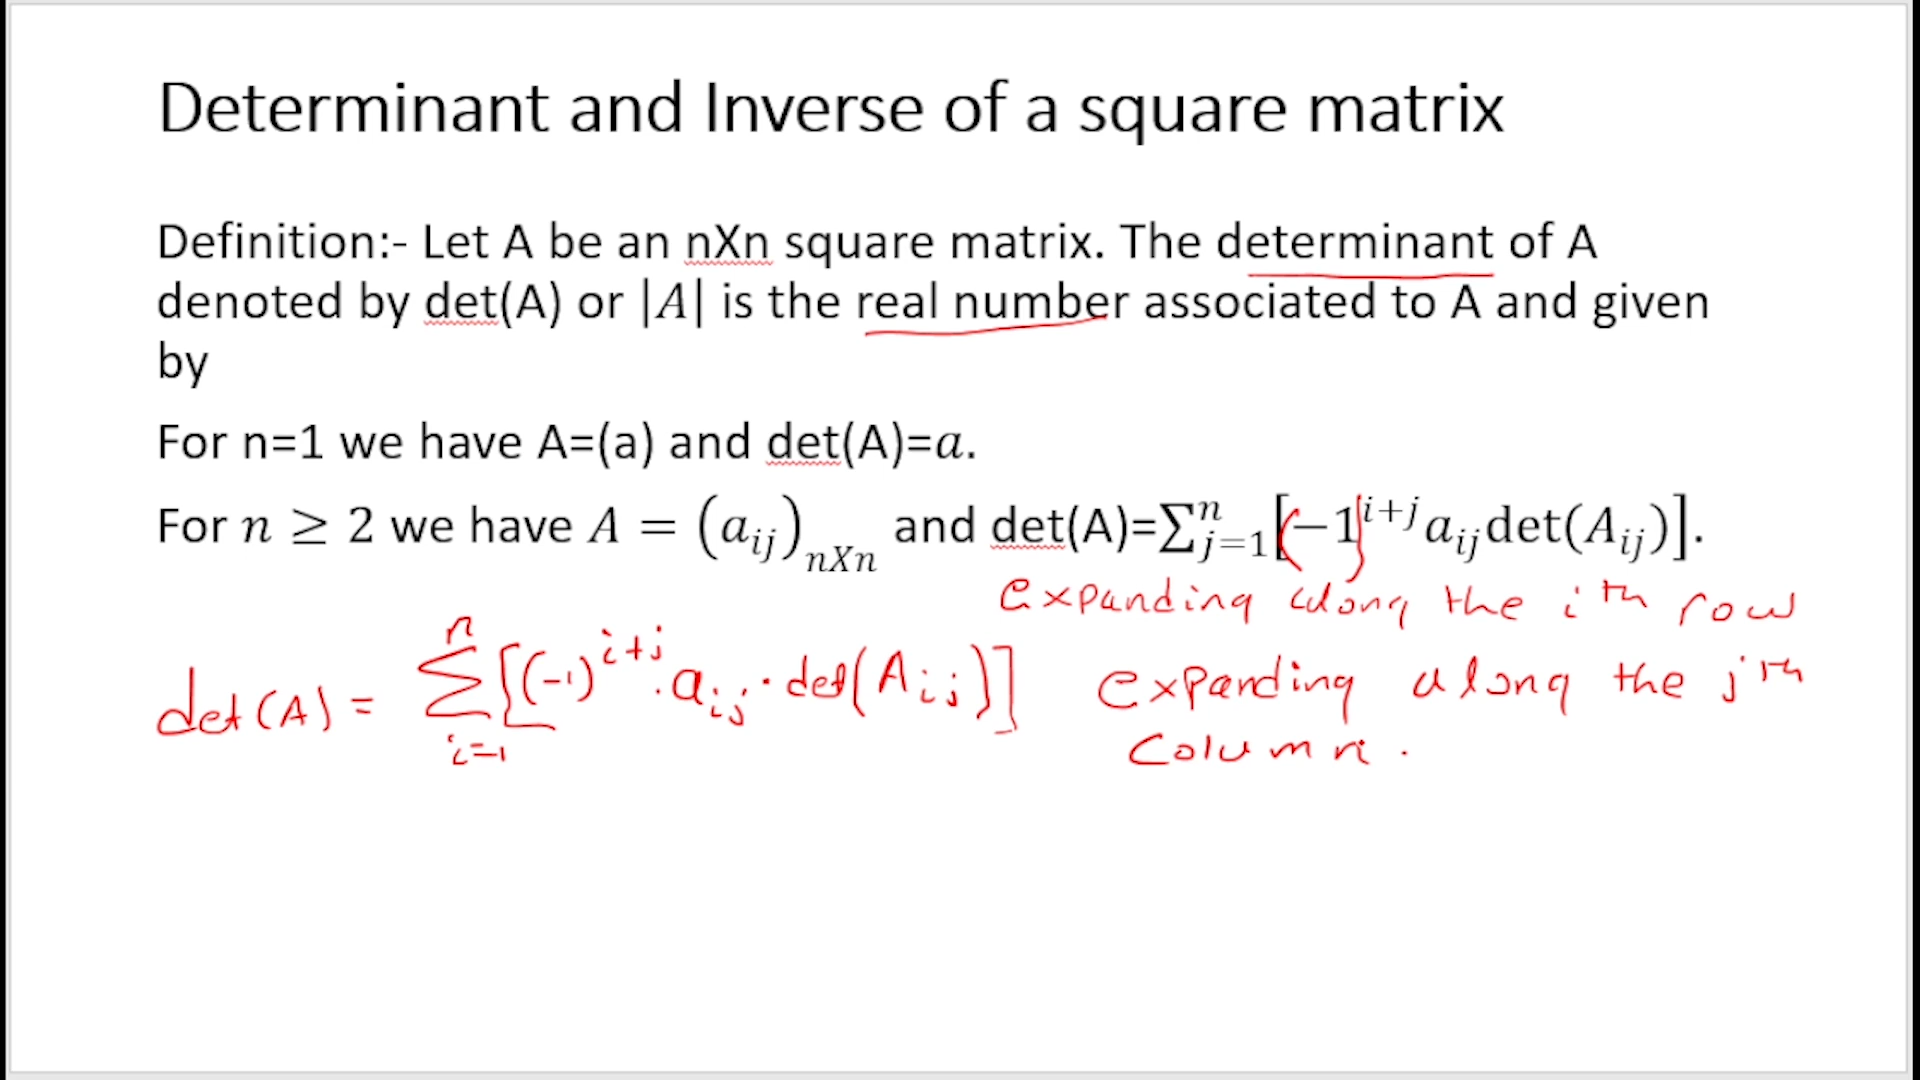 Determinant and Inverse of a square matrix
Definition:- Let A be an nXn square matrix. The determinant of A
denoted by det(A) or |A| is the real number associated to A and given
by
For n=1 we have A=(a) and det(A)=a.
For n ≥ 2 we have A = (aᵢⱼ)ₙₓₙ and det(A)=∑ⁿⱼ₌₁[(−1)ⁱ⁺ʲaᵢⱼdet(Aᵢⱼ)].
expanding along the iᵗʰ row
det(A) = ∑ⁿᵢ₌₁[(-1)ⁱ⁺ʲ.aᵢⱼ.det(Aᵢⱼ)] expanding along the jᵗʰ
column.